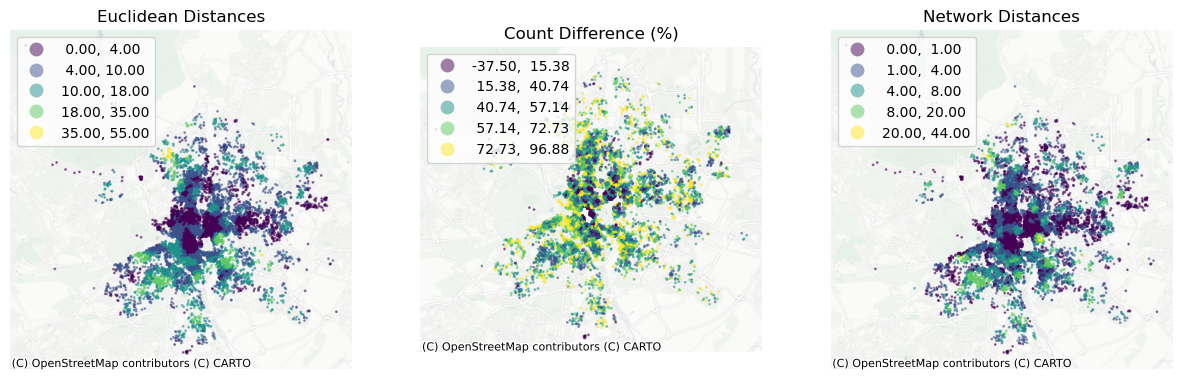 Euclidean Distances
0.00, 4.00
4.00, 10.00
10.00, 18.00
18.00, 35.00
35.00, 55.00
(C) OpenStreetMap contributors (C) CARTO
Count Difference (%)
-37.50, 15.38
15.38, 40.74
40.74, 57.14
57.14, 72.73
72.73, 96.88
(C) OpenStreetMap contributors (C) CARTO
Network Distances
0.00, 1.00
1.00, 4.00
4.00, 8.00
8.00, 20.00
20.00, 44.00
(C) OpenStreetMap contributors (C) CARTO